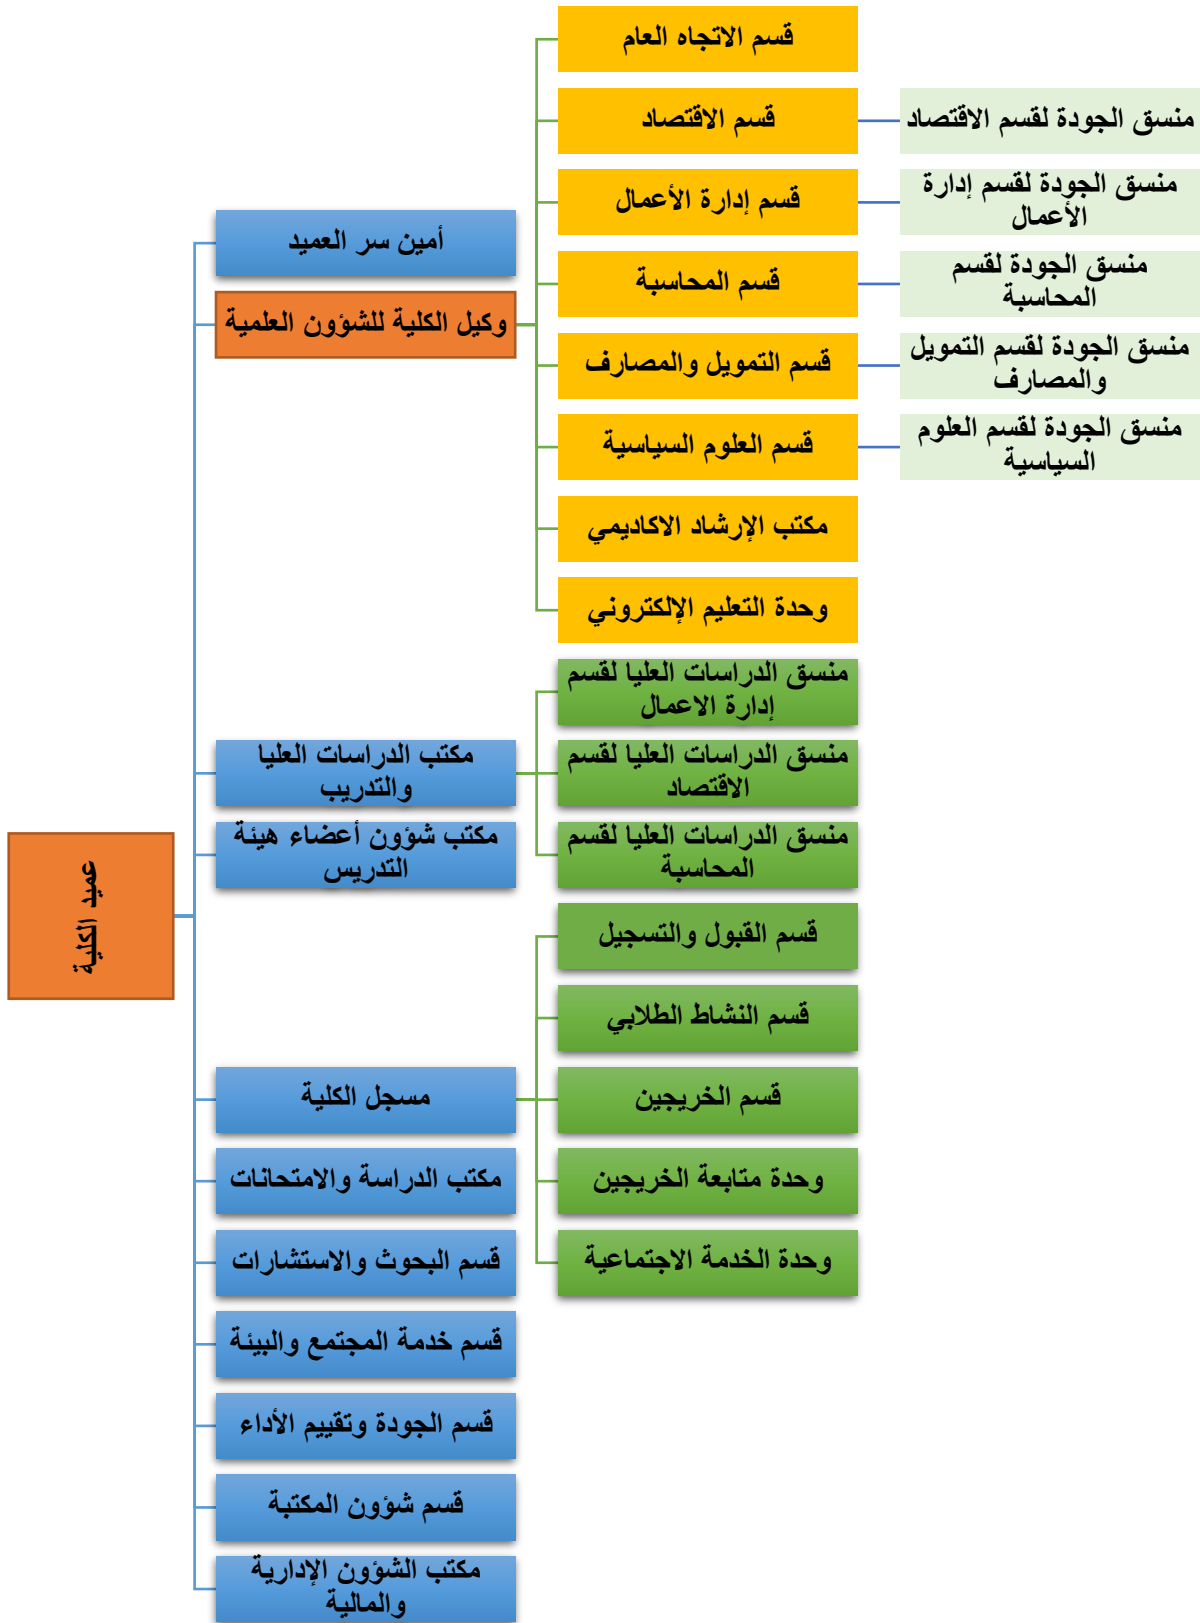 عميد الكلية
أمين سر العميد
وكيل الكلية للشؤون العلمية
قسم الاتجاه العام
قسم الاقتصاد
منسق الجودة لقسم الاقتصاد
قسم إدارة الأعمال
منسق الجودة لقسم إدارة
الأعمال
قسم المحاسبة
منسق الجودة لقسم
المحاسبة
قسم التمويل والمصارف
منسق الجودة لقسم التمويل
والمصارف
قسم العلوم السياسية
منسق الجودة لقسم العلوم
السياسية
مكتب الإرشاد الاكاديمي
وحدة التعليم الإلكتروني
مكتب الدراسات العليا
والتدريب
منسق الدراسات العليا لقسم
إدارة الاعمال
منسق الدراسات العليا لقسم
الاقتصاد
منسق الدراسات العليا لقسم
المحاسبة
مكتب شؤون أعضاء هيئة
التدريس
مسجل الكلية
قسم القبول والتسجيل
قسم النشاط الطلابي
قسم الخريجين
وحدة متابعة الخريجين
وحدة الخدمة الاجتماعية
مكتب الدراسة والامتحانات
قسم البحوث والاستشارات
قسم خدمة المجتمع والبيئة
قسم الجودة وتقييم الأداء
قسم شؤون المكتبة
مكتب الشؤون الإدارية
والمالية